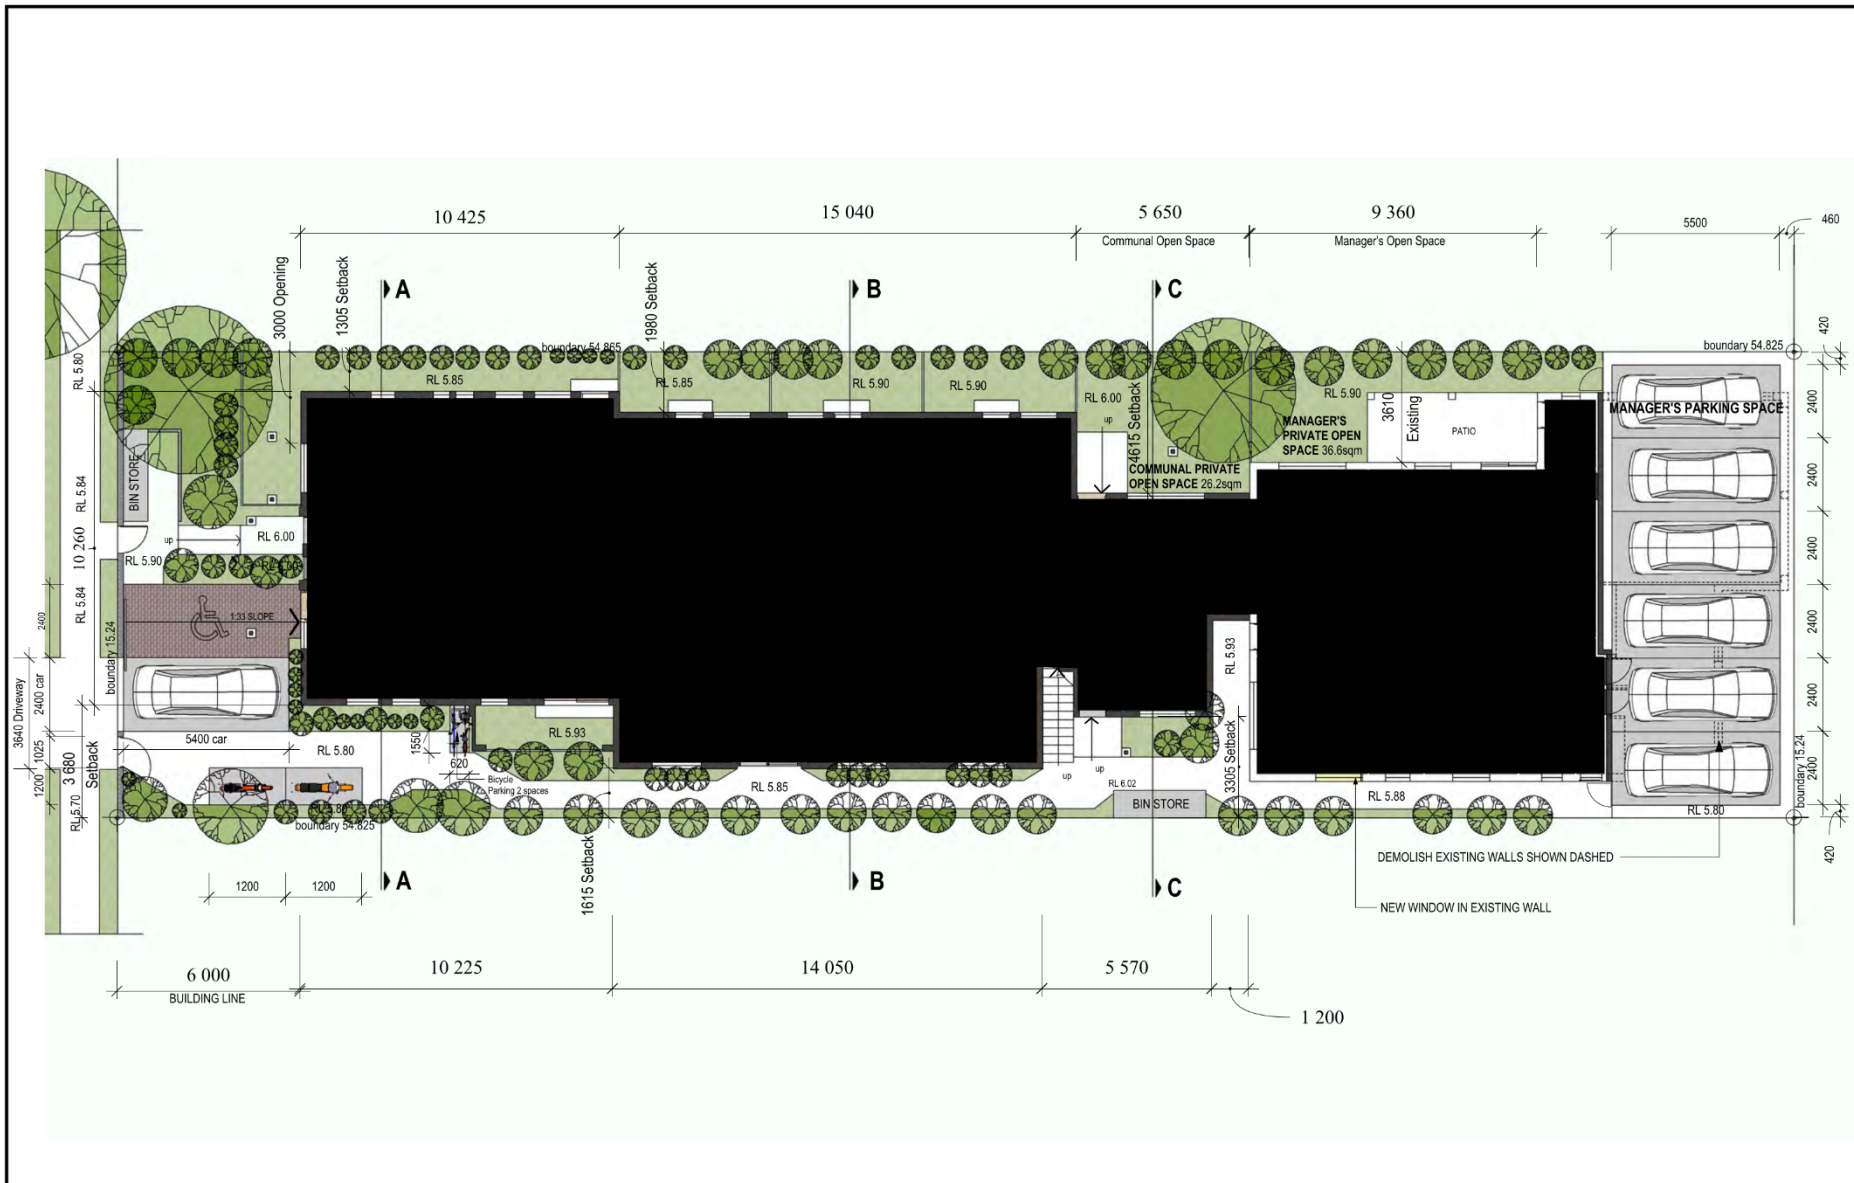 10 425
15 040
5 650
9 360
5500
460
Communal Open Space
Manager's Open Space
3000 Opening
1305 Setback
A
1980 Setback
B
C
420
RL 5.80
boundary 54.865
boundary 54.825
RL 5.85
RL 5.85
RL 5.90
RL 5.90
RL 6.00
up
4615 Setback
RL 5.90
3610
Existing
MANAGER'S
PRIVATE OPEN
SPACE 36.6sqm
PATIO
MANAGER'S PARKING SPACE
2400
COMMUNAL PRIVATE
OPEN SPACE 26.2sqm
BIN STORE
RL 5.84
10 260
RL 5.84
up
RL 6.00
RL 5.90
RL 6.00
2400
2400
2400
2400
1:33 SLOPE
2400
boundary 15.24
3640 Driveway
2400 car
1025
1200
3 680
Setback
RL 5.70
5400 car
RL 5.80
1550
620
Bicycle
Parking 2 spaces
RL 5.93
RL 5.80
boundary 54.825
RL 5.85
up
up
RL 6.02
BIN STORE
RL 5.93
3305 Setback
RL 5.88
RL 5.80
2400
boundary 15.24
420
DEMOLISH EXISTING WALLS SHOWN DASHED
NEW WINDOW IN EXISTING WALL
1200
1200
A
1615 Setback
B
C
6 000
BUILDING LINE
10 225
14 050
5 570
1 200